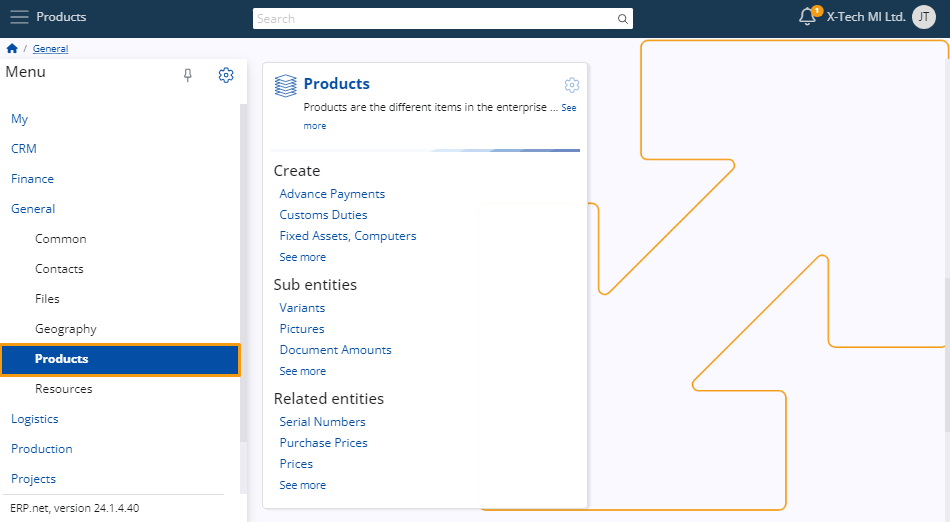 Products
Search
1
X-Tech MI Ltd.
JT
/ General
Menu
My
CRM
Finance
General
Common
Contacts
Files
Geography
Products
Resources
Logistics
Production
Projects
ERP.net, version 24.1.4.40
Products
Products are the different items in the enterprise ... See
more
Create
Advance Payments
Customs Duties
Fixed Assets, Computers
See more
Sub entities
Variants
Pictures
Document Amounts
See more
Related entities
Serial Numbers
Purchase Prices
Prices
See more